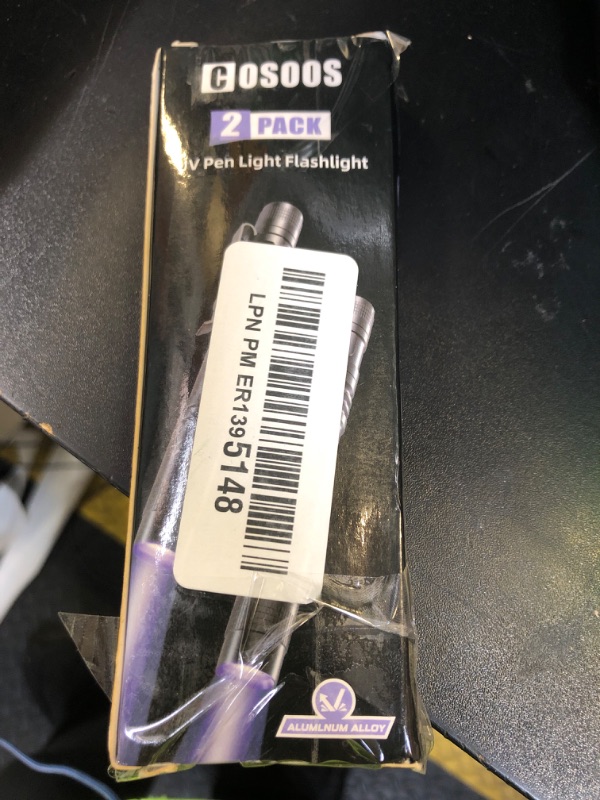 COSOOS
2 PACK
V Pen Light Flashlight
LPN PM ER1395148
ALUMLNUM ALLOY